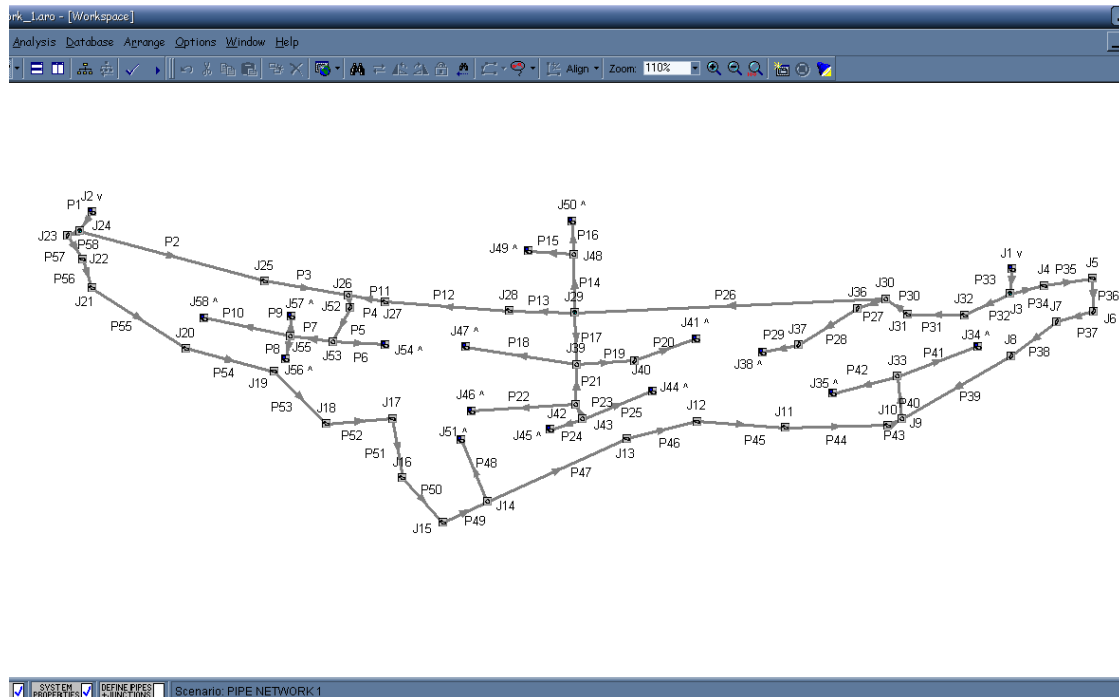 rk_1.aro - [Workspace]
Analysis Database Arrange Options Window Help
Align Zoom: 110%
J2 v
P1
J24
J23
P58
P57
J22
P56
J21
P2
J25
P3
J26
P11
J27
J52
P4
P12
J28
P13
J29
J50 ^
J49 ^
P15
P16
J48
P14
P26
J1 v
P33
J4
P35
J5
P34
J3
P36
J6
J30
P30
J31
P31
J32
P32
J36
P27
P28
J37
P29
J38 ^
J7
P37
J8
P38
P39
J34 ^
P41
J33
P42
J35 ^
P40
J10
J9
P43
J58 ^
P10
J57 ^
P9
P7
J55
P8
J56 ^
P5
J53
P6
J54 ^
J47 ^
P18
P17
J39
P19
J40
P20
J41 ^
P21
J46 ^
P22
J42
P23
J43
P25
J44 ^
J45 ^
P24
J51 ^
P48
J14
P47
J13
P46
J12
P45
J11
P44
P55
J20
P54
J19
P53
J18
P52
J17
P51
J16
P50
J15
P49
SYSTEM PROPERTIES
DEFINE PIPES +JUNCTIONS
Scenario: PIPE NETWORK 1